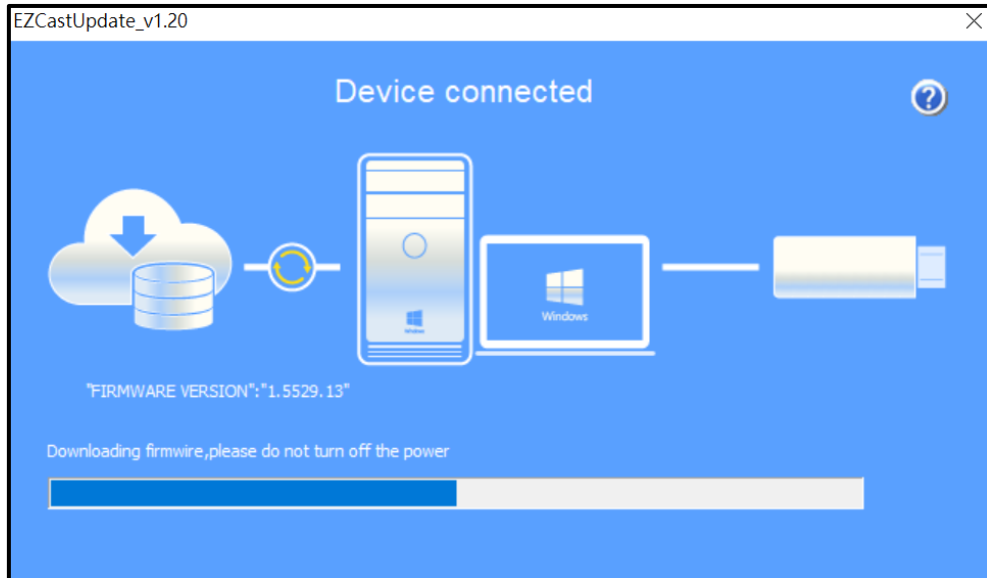 EZCastUpdate_v1.20
Device connected
?
Windows
Windows
"FIRMWARE VERSION":"1.5529.13"
Downloading firmwire,please do not turn off the power